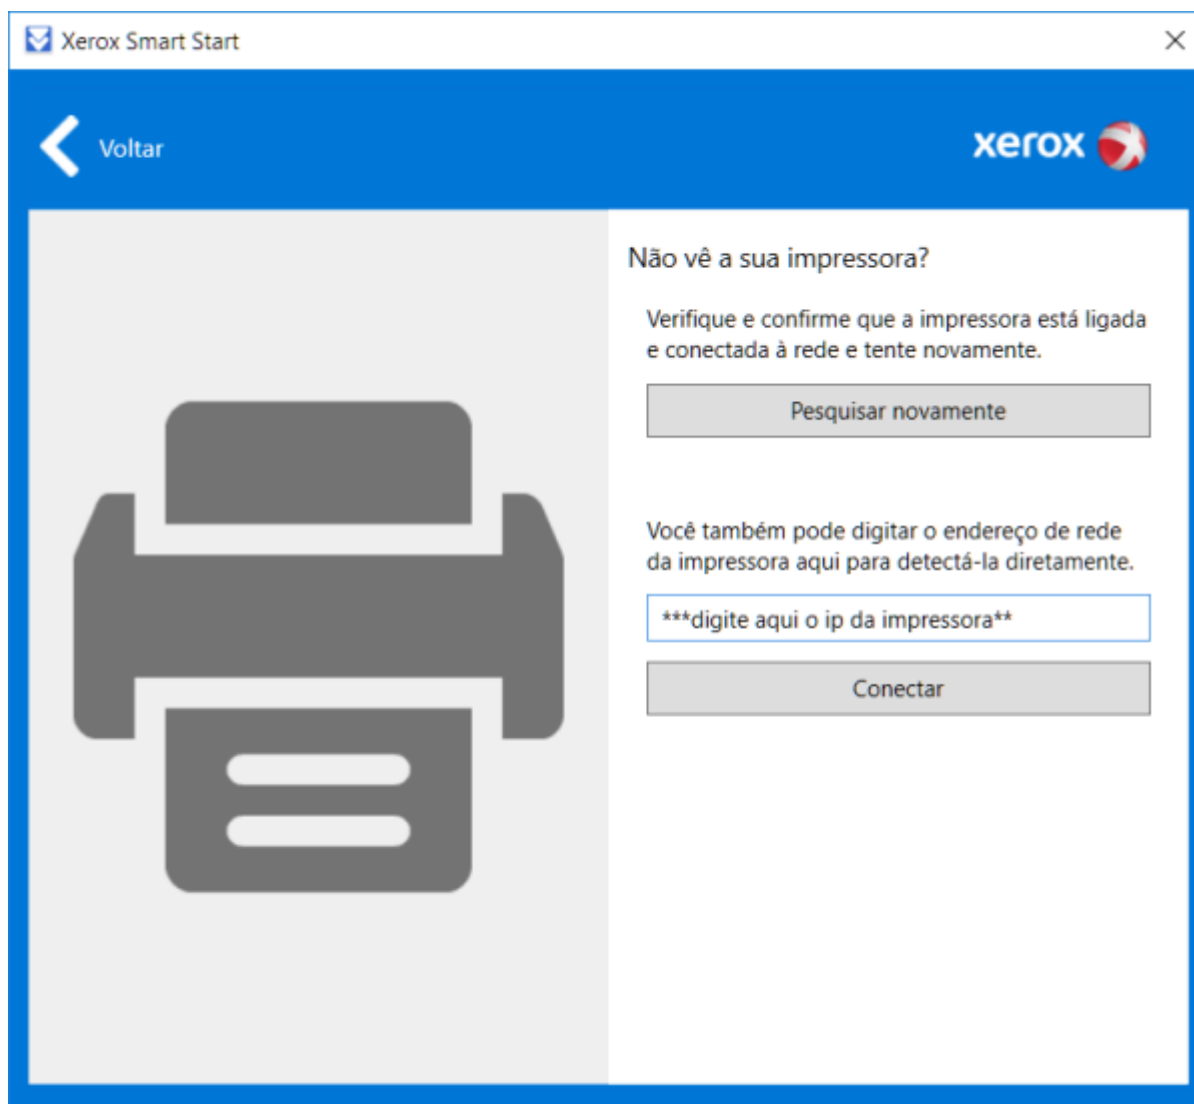 Xerox Smart Start
Voltar
xerox
Não vê a sua impressora?
Verifique e confirme que a impressora está ligada
e conectada à rede e tente novamente.
Pesquisar novamente
Você também pode digitar o endereço de rede
da impressora aqui para detectá-la diretamente.
***digite aqui o ip da impressora**
Conectar